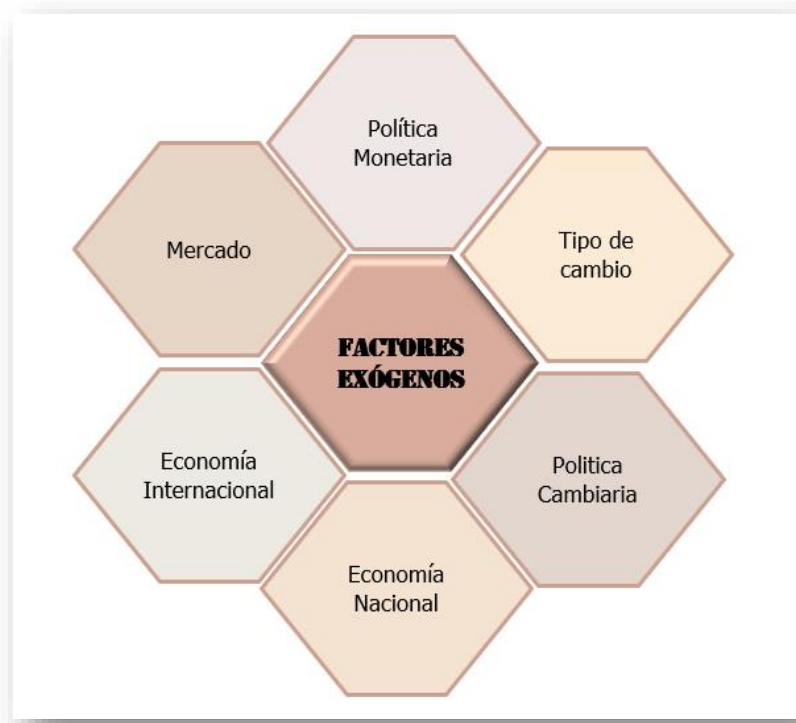 Política
Monetaria
Mercado
Tipo de
cambio
FACTORES
EXÓGENOS
Economía
Internacional
Politica
Cambiaria
Economía
Nacional